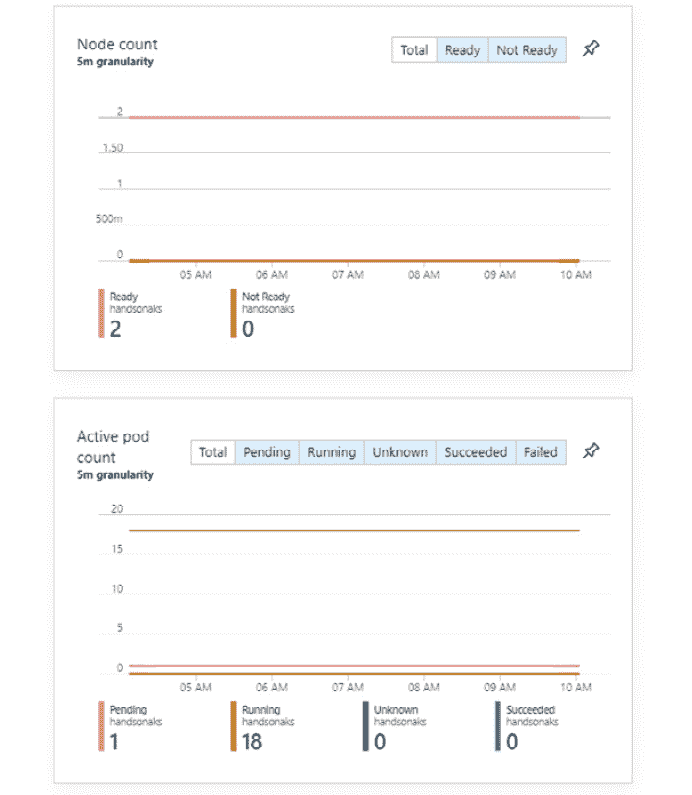 Node count
5m granularity
Total Ready Not Ready
2
1.50
1
500m
0
05 AM 06 AM 07 AM 08 AM 09 AM 10 AM
Ready Not Ready
handsonaks handsonaks
2 0
Active pod
count
5m granularity
Total Pending Running Unknown Succeeded Failed
20
15
10
5
0
05 AM 06 AM 07 AM 08 AM 09 AM 10 AM
Pending Running Unknown Succeeded
handsonaks handsonaks handsonaks handsonaks
1 18 0 0